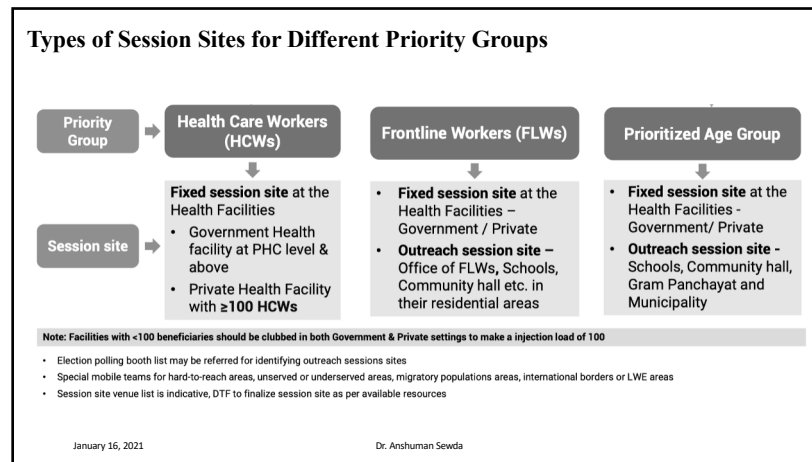 Types of Session Sites for Different Priority Groups
Priority
Group
Health Care Workers
(HCWs)
Frontline Workers (FLWs)
Prioritized Age Group
Session site
Fixed session site at the
Health Facilities
• Government Health
facility at PHC level &
above
• Private Health Facility
with ≥100 HCWs
• Fixed session site at the
Health Facilities –
Government / Private
• Outreach session site –
Office of FLWs, Schools,
Community hall etc. in
their residential areas
• Fixed session site at the
Health Facilities -
Government/ Private
• Outreach session site -
Schools, Community hall,
Gram Panchayat and
Municipality
Note: Facilities with <100 beneficiaries should be clubbed in both Government & Private settings to make a injection load of 100
• Election polling booth list may be referred for identifying outreach sessions sites
• Special mobile teams for hard-to-reach areas, unserved or underserved areas, migratory populations areas, international borders or LWE areas
• Session site venue list is indicative, DTF to finalize session site as per available resources
January 16, 2021
Dr. Anshuman Sewda